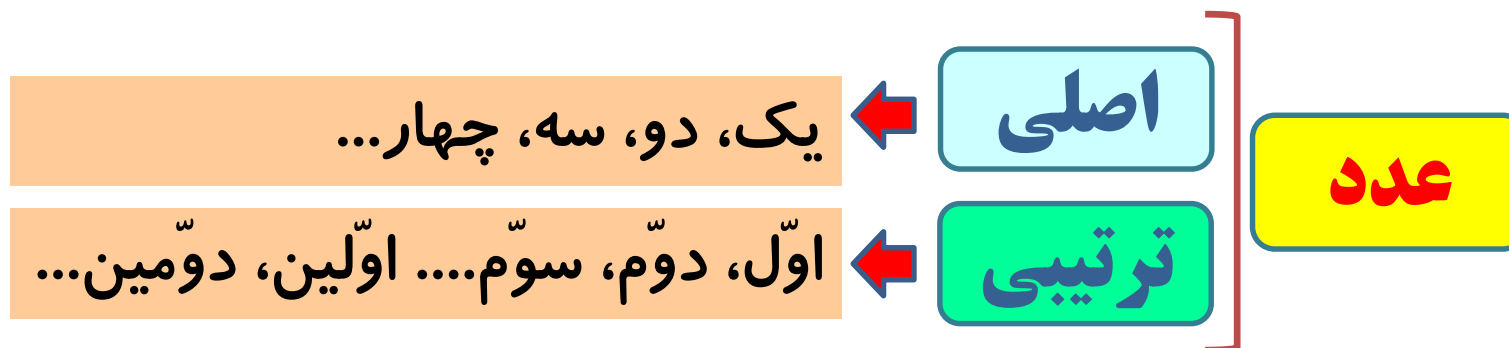 عدد
اصلی
یک، دو، سه، چهار...
ترتیبی
اوّل، دوّم، سوّم.... اوّلین، دوّمین...